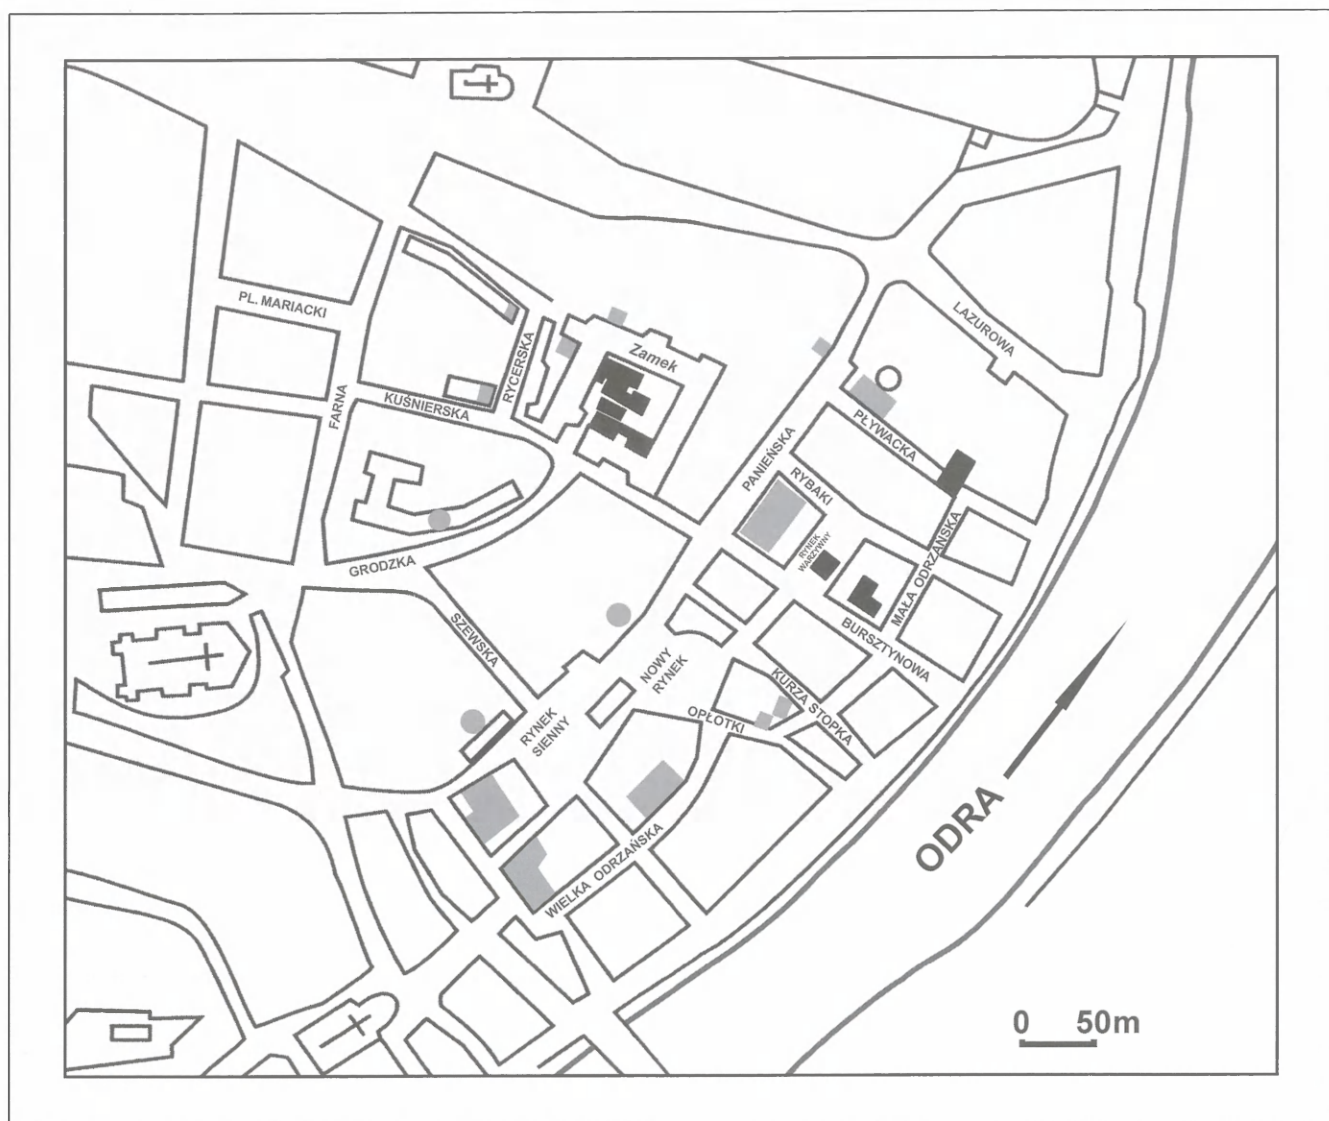 PL. MARIACKI
LAZUROWA
RYCERSKA
Zamek
FARNA
KUŚNIERSKA
PŁYWACKA
PANIEŃSKA
RYBAKI
RYNEK
WARZYWNY
MAŁA ODRZAŃSKA
GRODZKA
SZEWSKA
BURSZTYNOWA
NOWY
RYNEK
KURZA STOPKA
OPŁOTKI
RYNEK
SIENNY
WIELKA ODRZAŃSKA
ODRA
0 50m